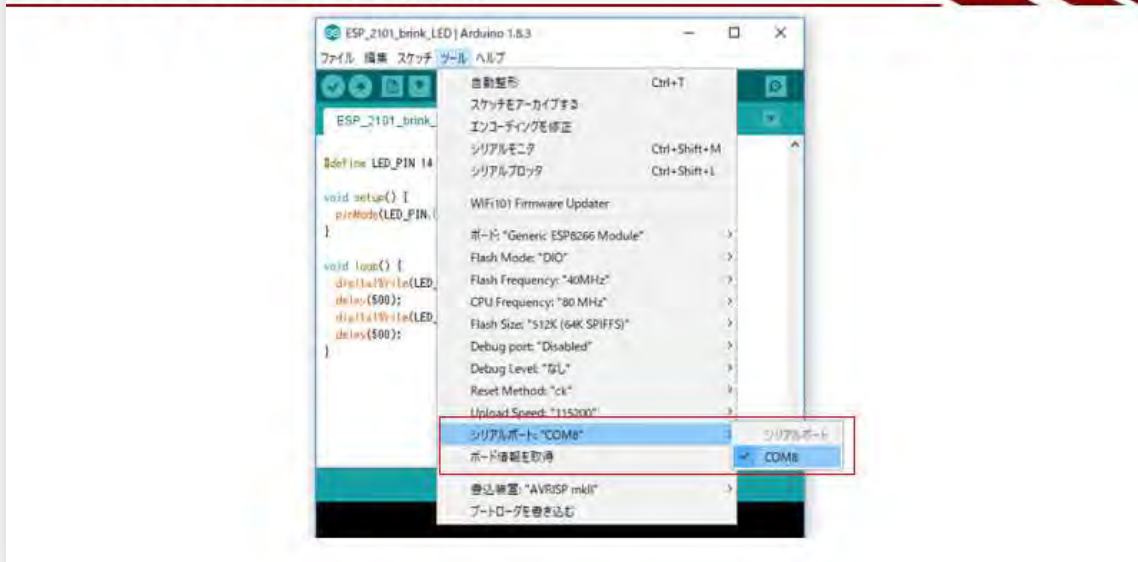 ESP_2101_brink_LED | Arduino 1.8.3
ファイル 編集 スケッチ ツール ヘルプ
ESP_2101_brink_
#define LED_PIN 14
void setup() {
pinMode(LED_PIN,
}
void loop() {
digitalWrite(LED_
delay(500);
digitalWrite(LED_
delay(500);
}
自動整形 Ctrl+T
スケッチをアーカイブする
エンコーディングを修正
シリアルモニタ Ctrl+Shift+M
シリアルプロッタ Ctrl+Shift+L
WiFi101 Firmware Updater
ボード: "Generic ESP8266 Module"
Flash Mode: "DIO"
Flash Frequency: "40MHz"
CPU Frequency: "80 MHz"
Flash Size: "512K (64K SPIFFS)"
Debug port: "Disabled"
Debug Level: "なし"
Reset Method: "ck"
Upload Speed: "115200"
シリアルポート: "COM8"
シリアルポート
ボード情報を取得
COM8
書込装置: "AVRISP mkII"
ブートローダを書き込む